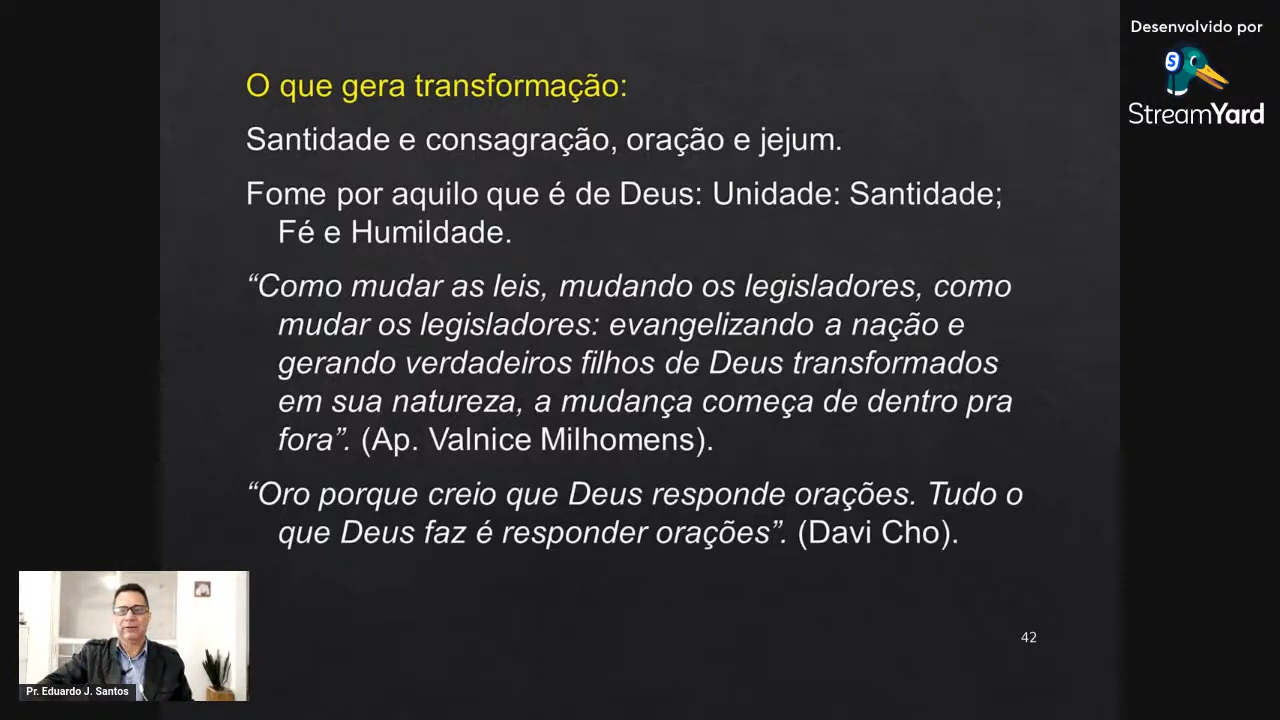 Desenvolvido por
StreamYard
O que gera transformação:
Santidade e consagração, oração e jejum.
Fome por aquilo que é de Deus: Unidade: Santidade;
Fé e Humildade.
“Como mudar as leis, mudando os legisladores, como
mudar os legisladores: evangelizando a nação e
gerando verdadeiros filhos de Deus transformados
em sua natureza, a mudança começa de dentro pra
fora”. (Ap. Valnice Milhomens).
“Oro porque creio que Deus responde orações. Tudo o
que Deus faz é responder orações”. (Davi Cho).
42
Pr. Eduardo J. Santos